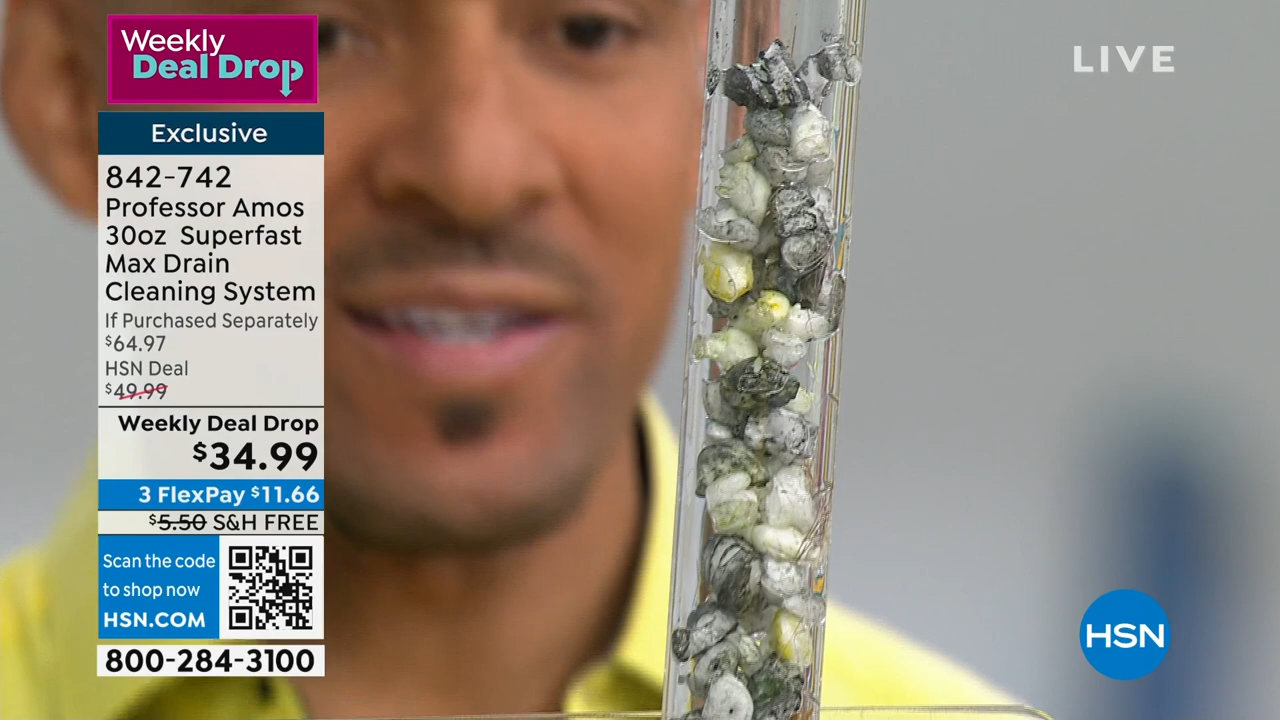 Weekly
Deal Drop
Exclusive
842-742
Professor Amos
30oz Superfast
Max Drain
Cleaning System
If Purchased Separately
$64.97
HSN Deal
$49.99
Weekly Deal Drop
$34.99
3 FlexPay $11.66
$5.50 S&H FREE
Scan the code
to shop now
HSN.COM
800-284-3100
LIVE
HSN